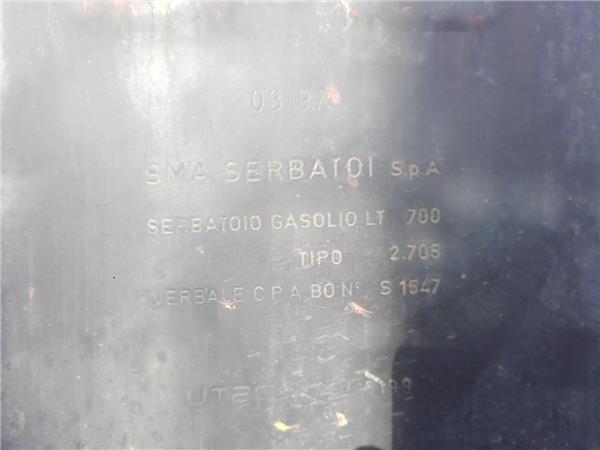 03/97
SMA SERBATOI S.p.A
SERBATOIO GASOLIO LT 700
TIPO 2.705
VERBALE C.P.A. BO N° S 1547